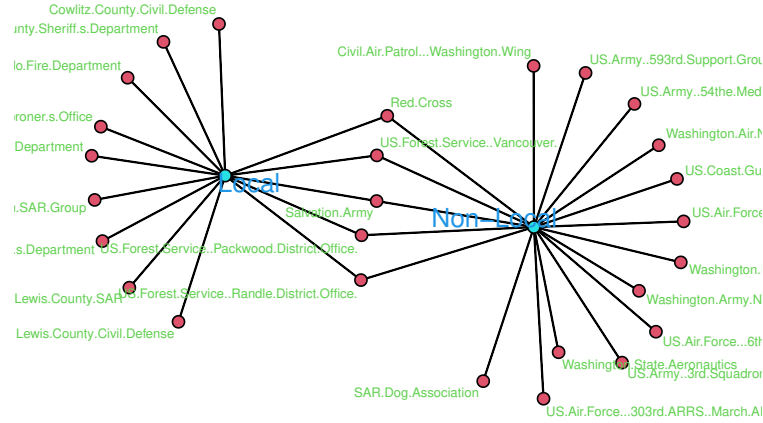 Cowlitz.County.Civil.Defense
unty.Sheriff.s.Department
Civil.Air.Patrol...Washington.Wing
US.Army..593rd.Support.Grou
o.Fire.Department
US.Army..54th.Med
Red.Cross
oroner.s.Office
Washington.Air.N
US.Forest.Service..Vancouver.
Department
US.Coast.Gu
Local
.SAR.Group
Salvation.Army
Non-Local
US.Air.Force
s.Department
US.Forest.Service..Packwood.District.Office.
Washington.
Lewis.County.SAR
US.Forest.Service..Randle.District.Office.
Washington.Army.N
Lewis.County.Civil.Defense
US.Air.Force...6th
Washington.State.Aeronautics
US.Army..3rd.Squadron
SAR.Dog.Association
US.Air.Force...303rd.ARRS..March.A